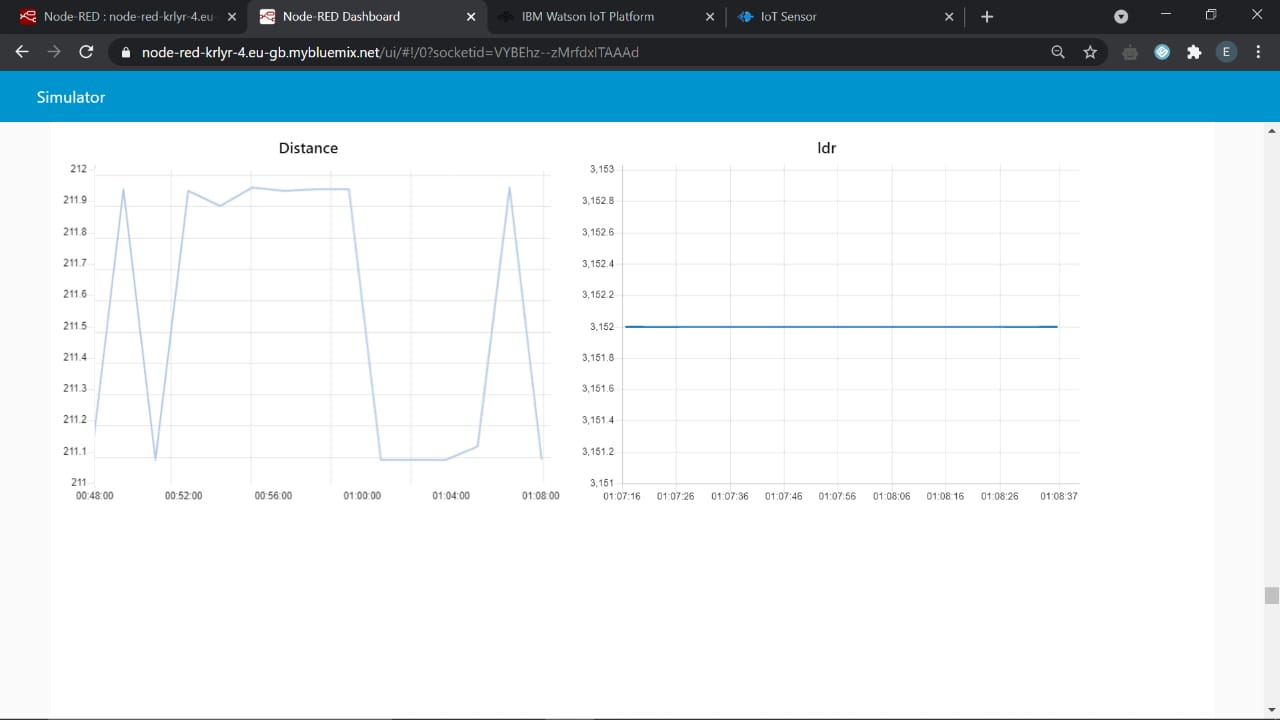 Node-RED : node-red-krlyr-4.eu
Node-RED Dashboard
IBM Watson IoT Platform
IoT Sensor
node-red-krlyr-4.eu-gb.mybluemix.net/ui/#!/0?socketid=VYBEhz--zMrfdxlTAAAd
E
Simulator
Distance
212
211.9
211.8
211.7
211.6
211.5
211.4
211.3
211.2
211.1
211
00:48:00 00:52:00 00:56:00 01:00:00 01:04:00 01:08:00
ldr
3,153
3,152.8
3,152.6
3,152.4
3,152.2
3,152
3,151.8
3,151.6
3,151.4
3,151.2
3,151
01:07:16 01:07:26 01:07:36 01:07:46 01:07:56 01:08:06 01:08:16 01:08:26 01:08:37